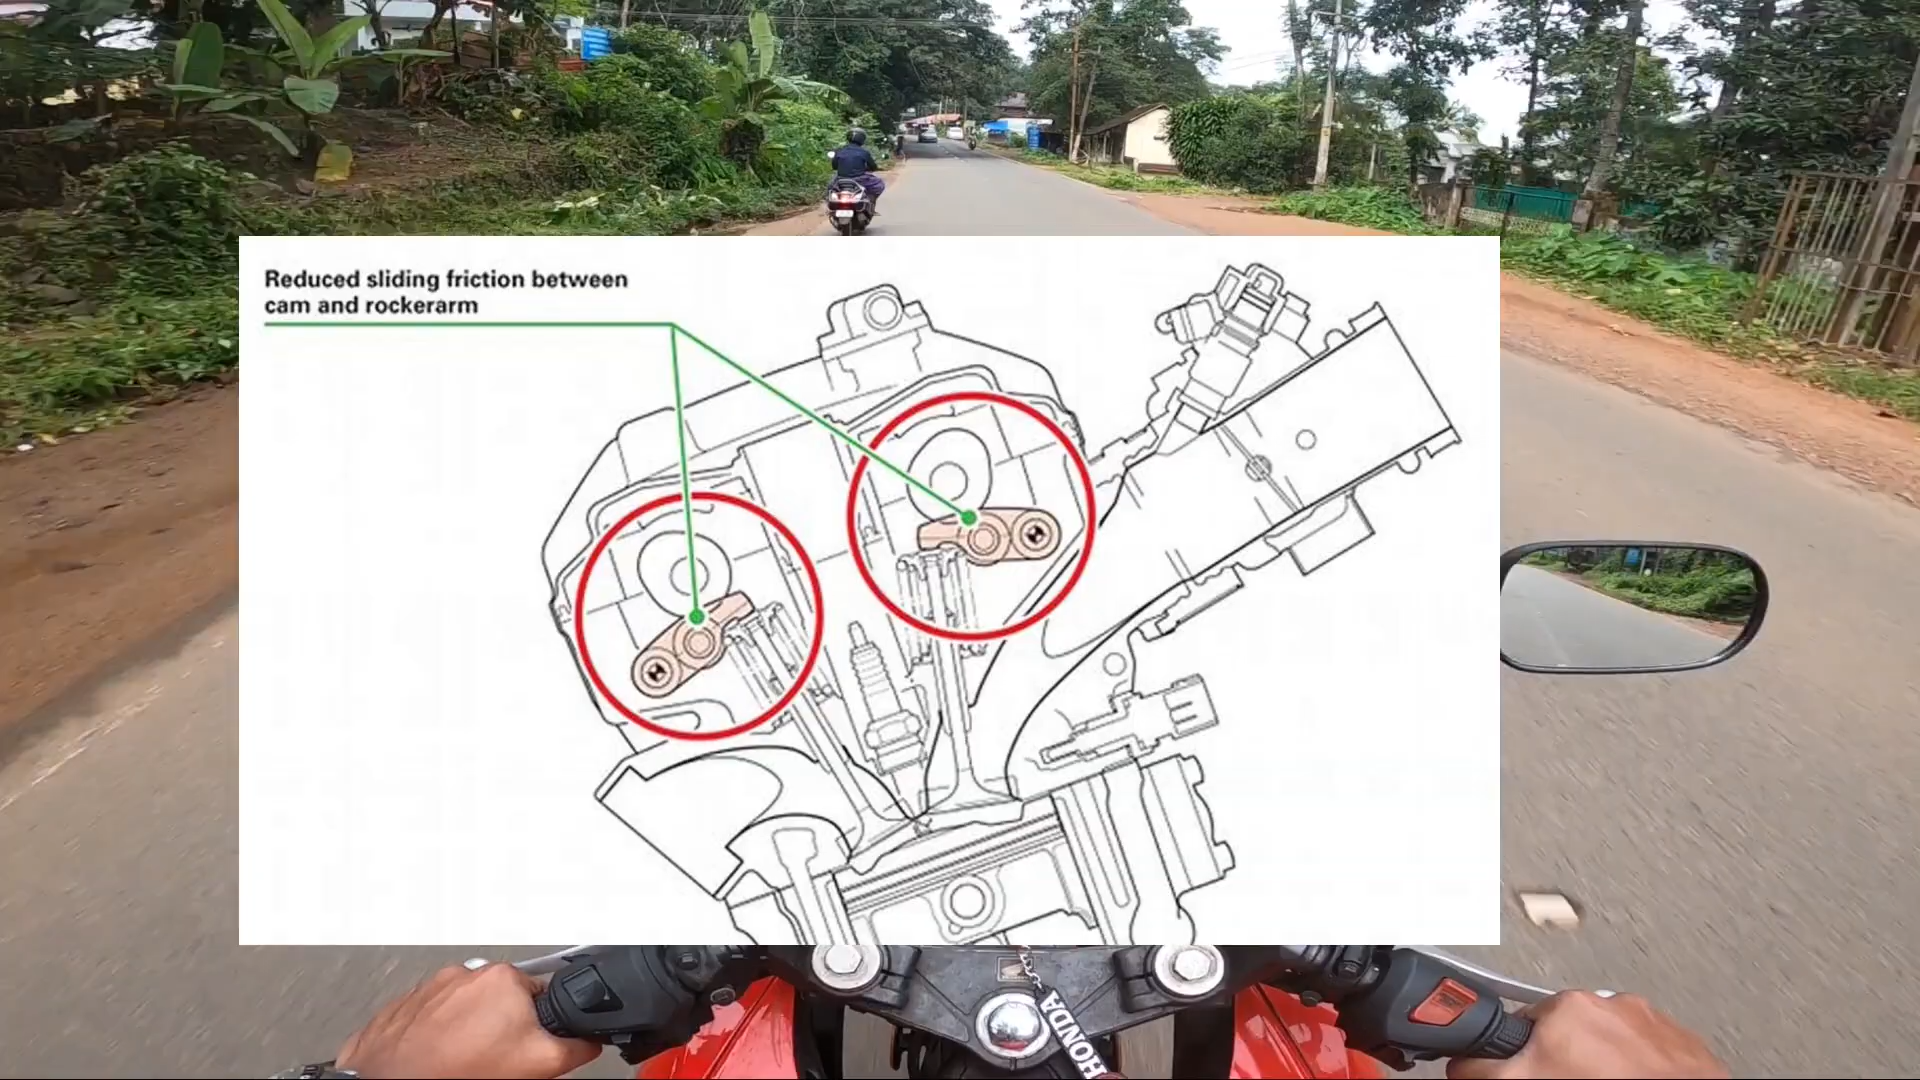 Reduced sliding friction between
cam and rockerarm
HONDA